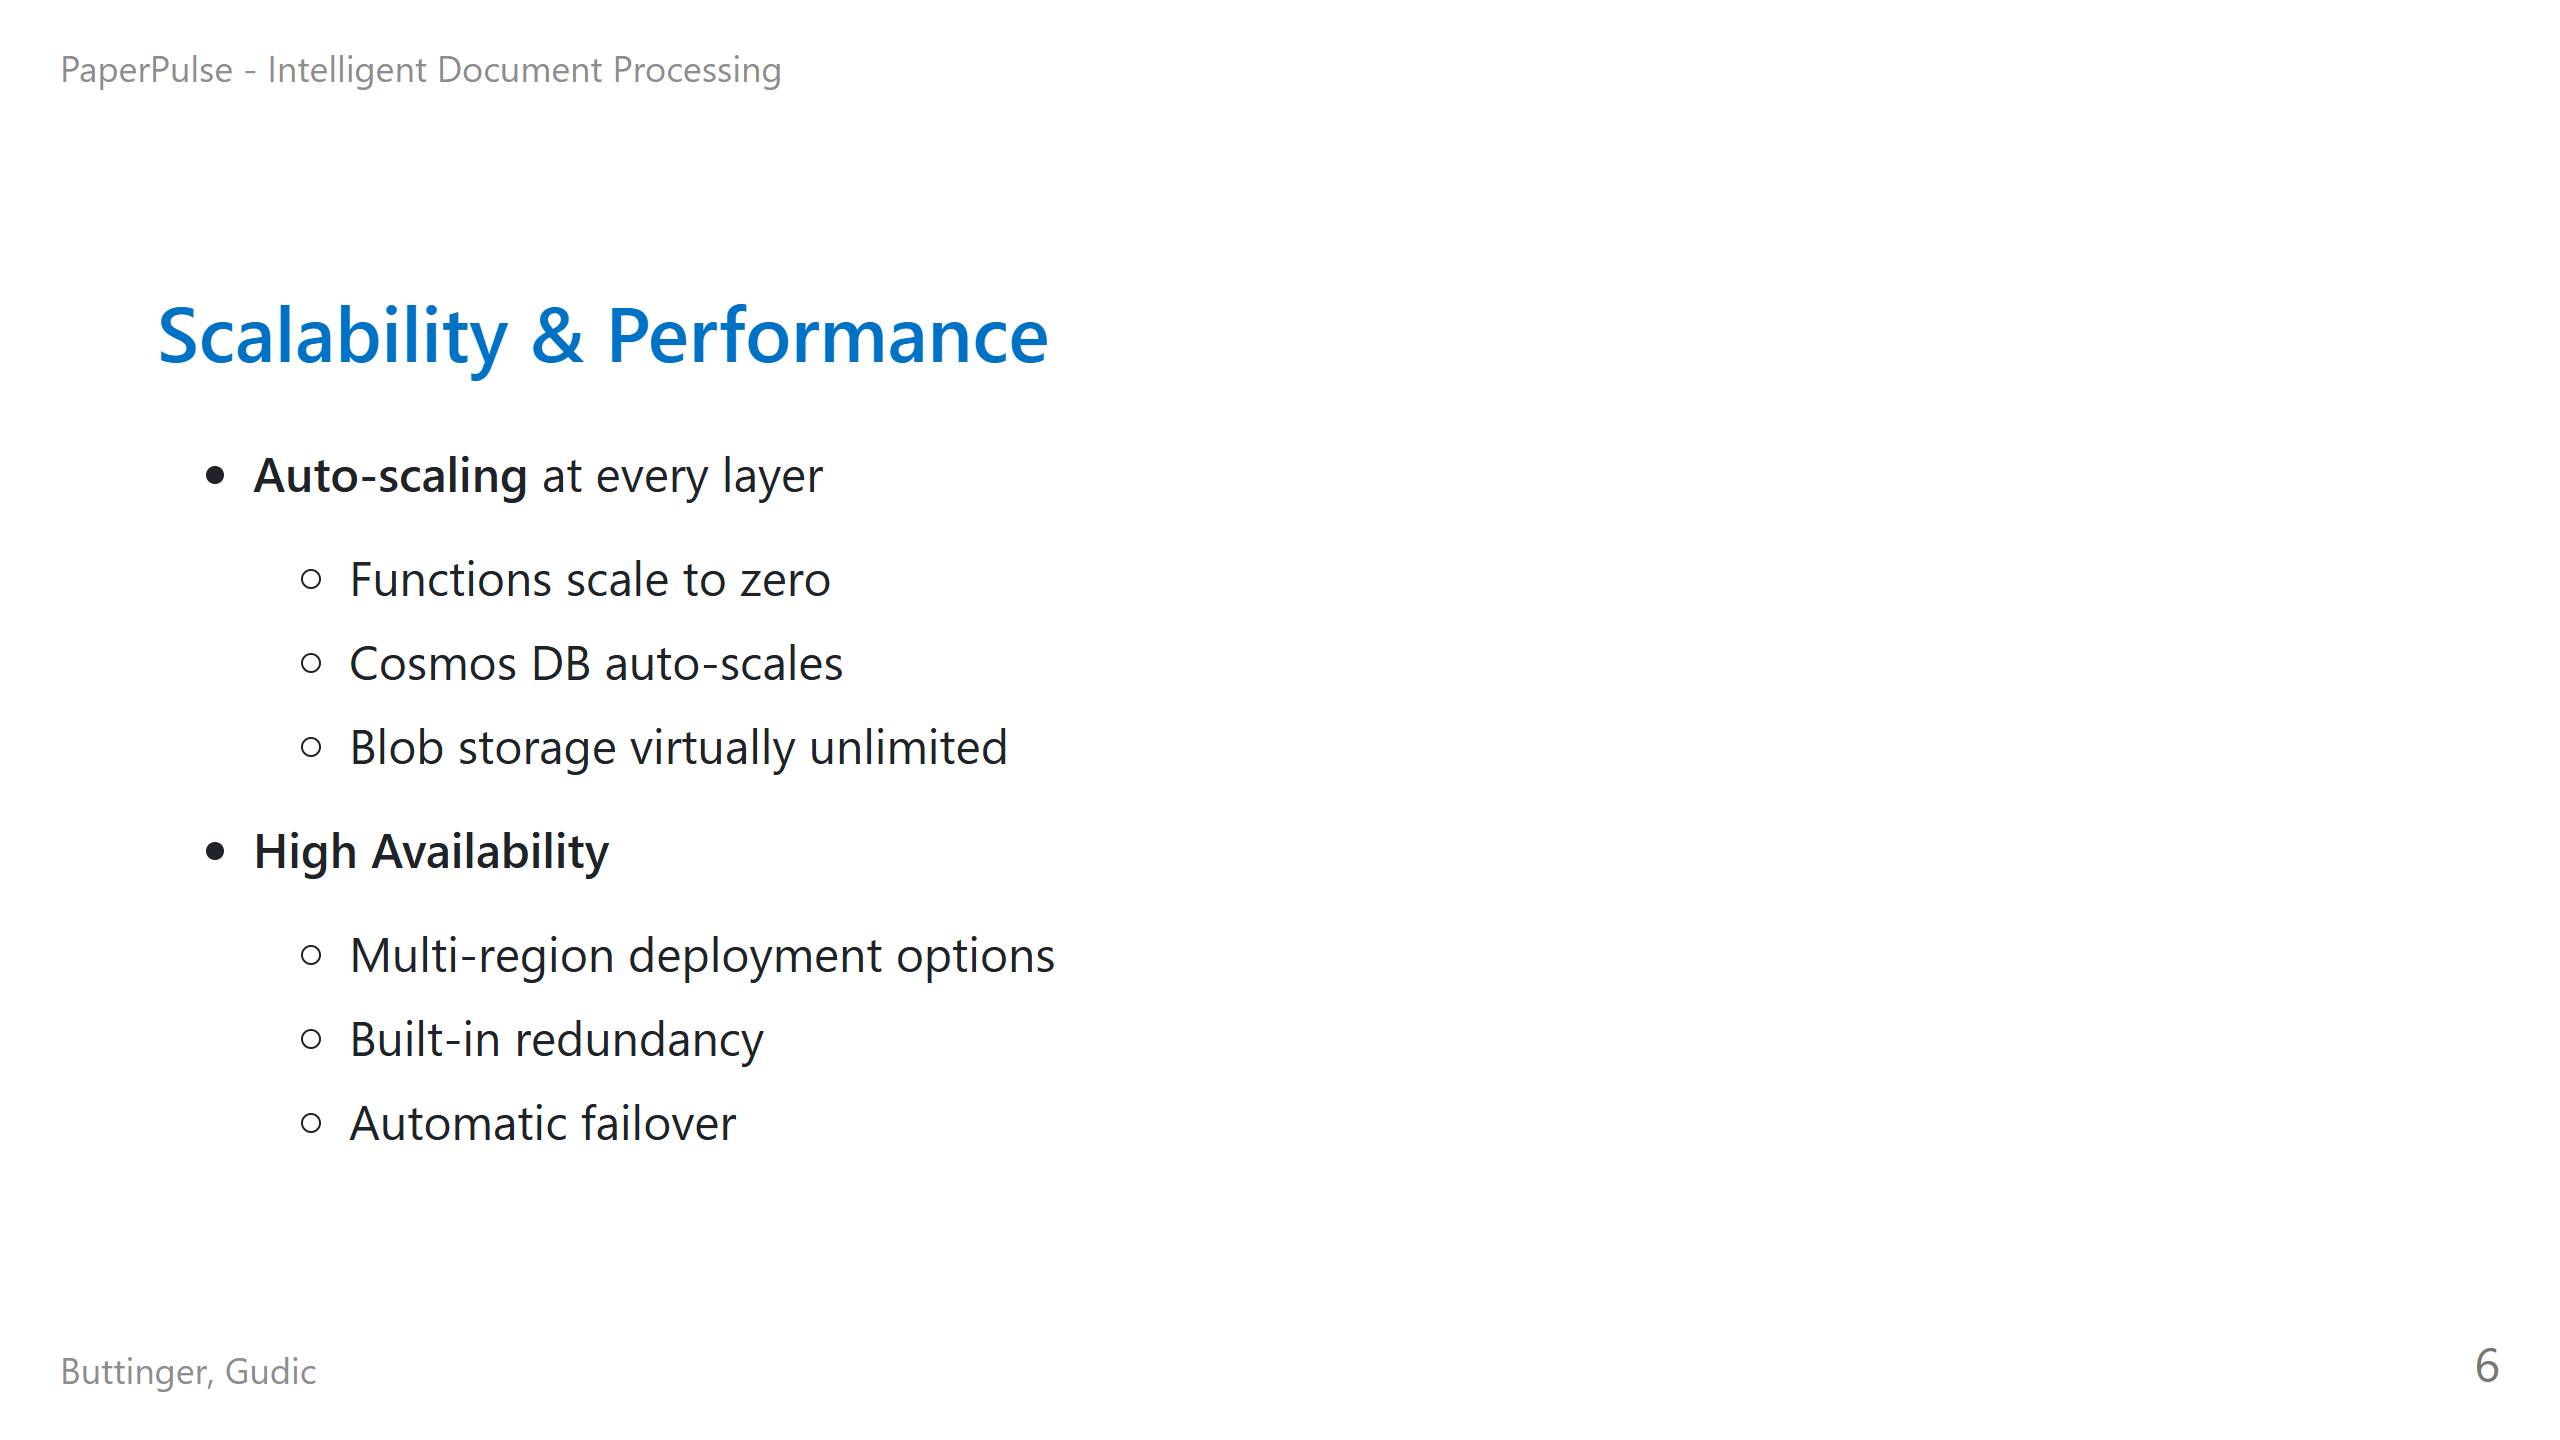 PaperPulse - Intelligent Document Processing
Scalability & Performance
Auto-scaling at every layer
Functions scale to zero
Cosmos DB auto-scales
Blob storage virtually unlimited
High Availability
Multi-region deployment options
Built-in redundancy
Automatic failover
Buttinger, Gudic
6